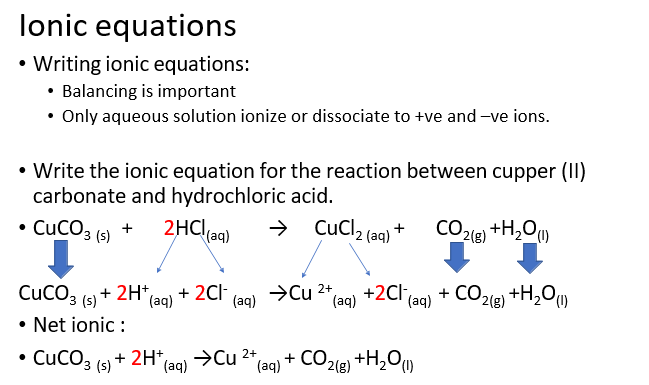 Ionic equations
• Writing ionic equations:
• Balancing is important
• Only aqueous solution ionize or dissociate to +ve and –ve ions.
• Write the ionic equation for the reaction between cupper (II)
carbonate and hydrochloric acid.
• CuCO₃ (s) + 2HCl(aq) → CuCl₂ (aq) + CO₂(g) +H₂O(l)
CuCO₃ (s) + 2H⁺(aq) + 2Cl⁻ (aq) →Cu ²⁺(aq) +2Cl⁻(aq) + CO₂(g) +H₂O(l)
• Net ionic :
• CuCO₃ (s) + 2H⁺(aq) →Cu ²⁺(aq) + CO₂(g) +H₂O(l)